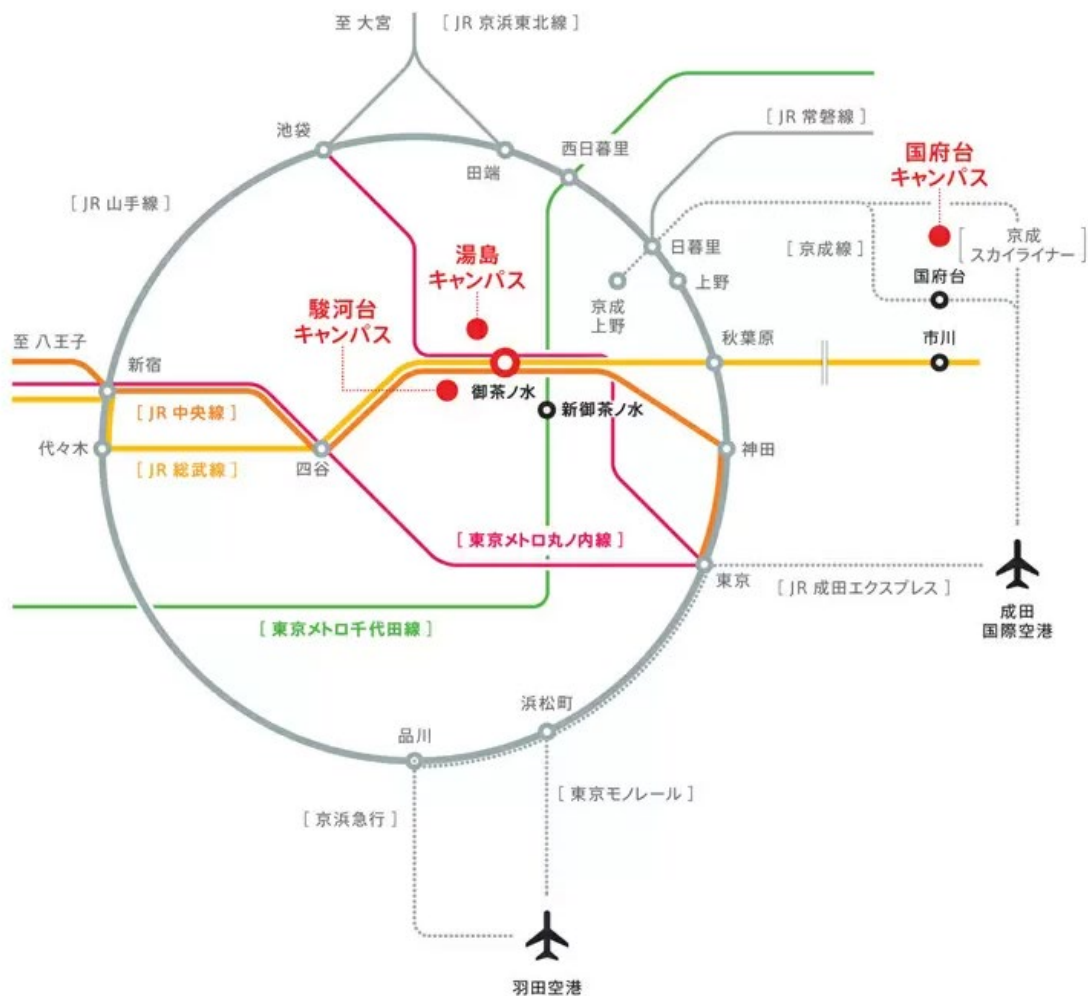 至 大宮
[ JR 京浜東北線 ]
池袋
田端
西日暮里
[ JR 常磐線 ]
国府台
キャンパス
[ JR 山手線 ]
日暮里
[ 京成線 ]
[ 京成
スカイライナー ]
湯島
キャンパス
上野
京成
上野
国府台
駿河台
キャンパス
至 八王子
新宿
秋葉原
市川
御茶ノ水
新御茶ノ水
[ JR 中央線 ]
代々木
[ JR 総武線 ]
四谷
神田
[ 東京メトロ丸ノ内線 ]
東京
[ JR 成田エクスプレス ]
成田
国際空港
[ 東京メトロ千代田線 ]
浜松町
品川
[ 東京モノレール ]
[ 京浜急行 ]
羽田空港